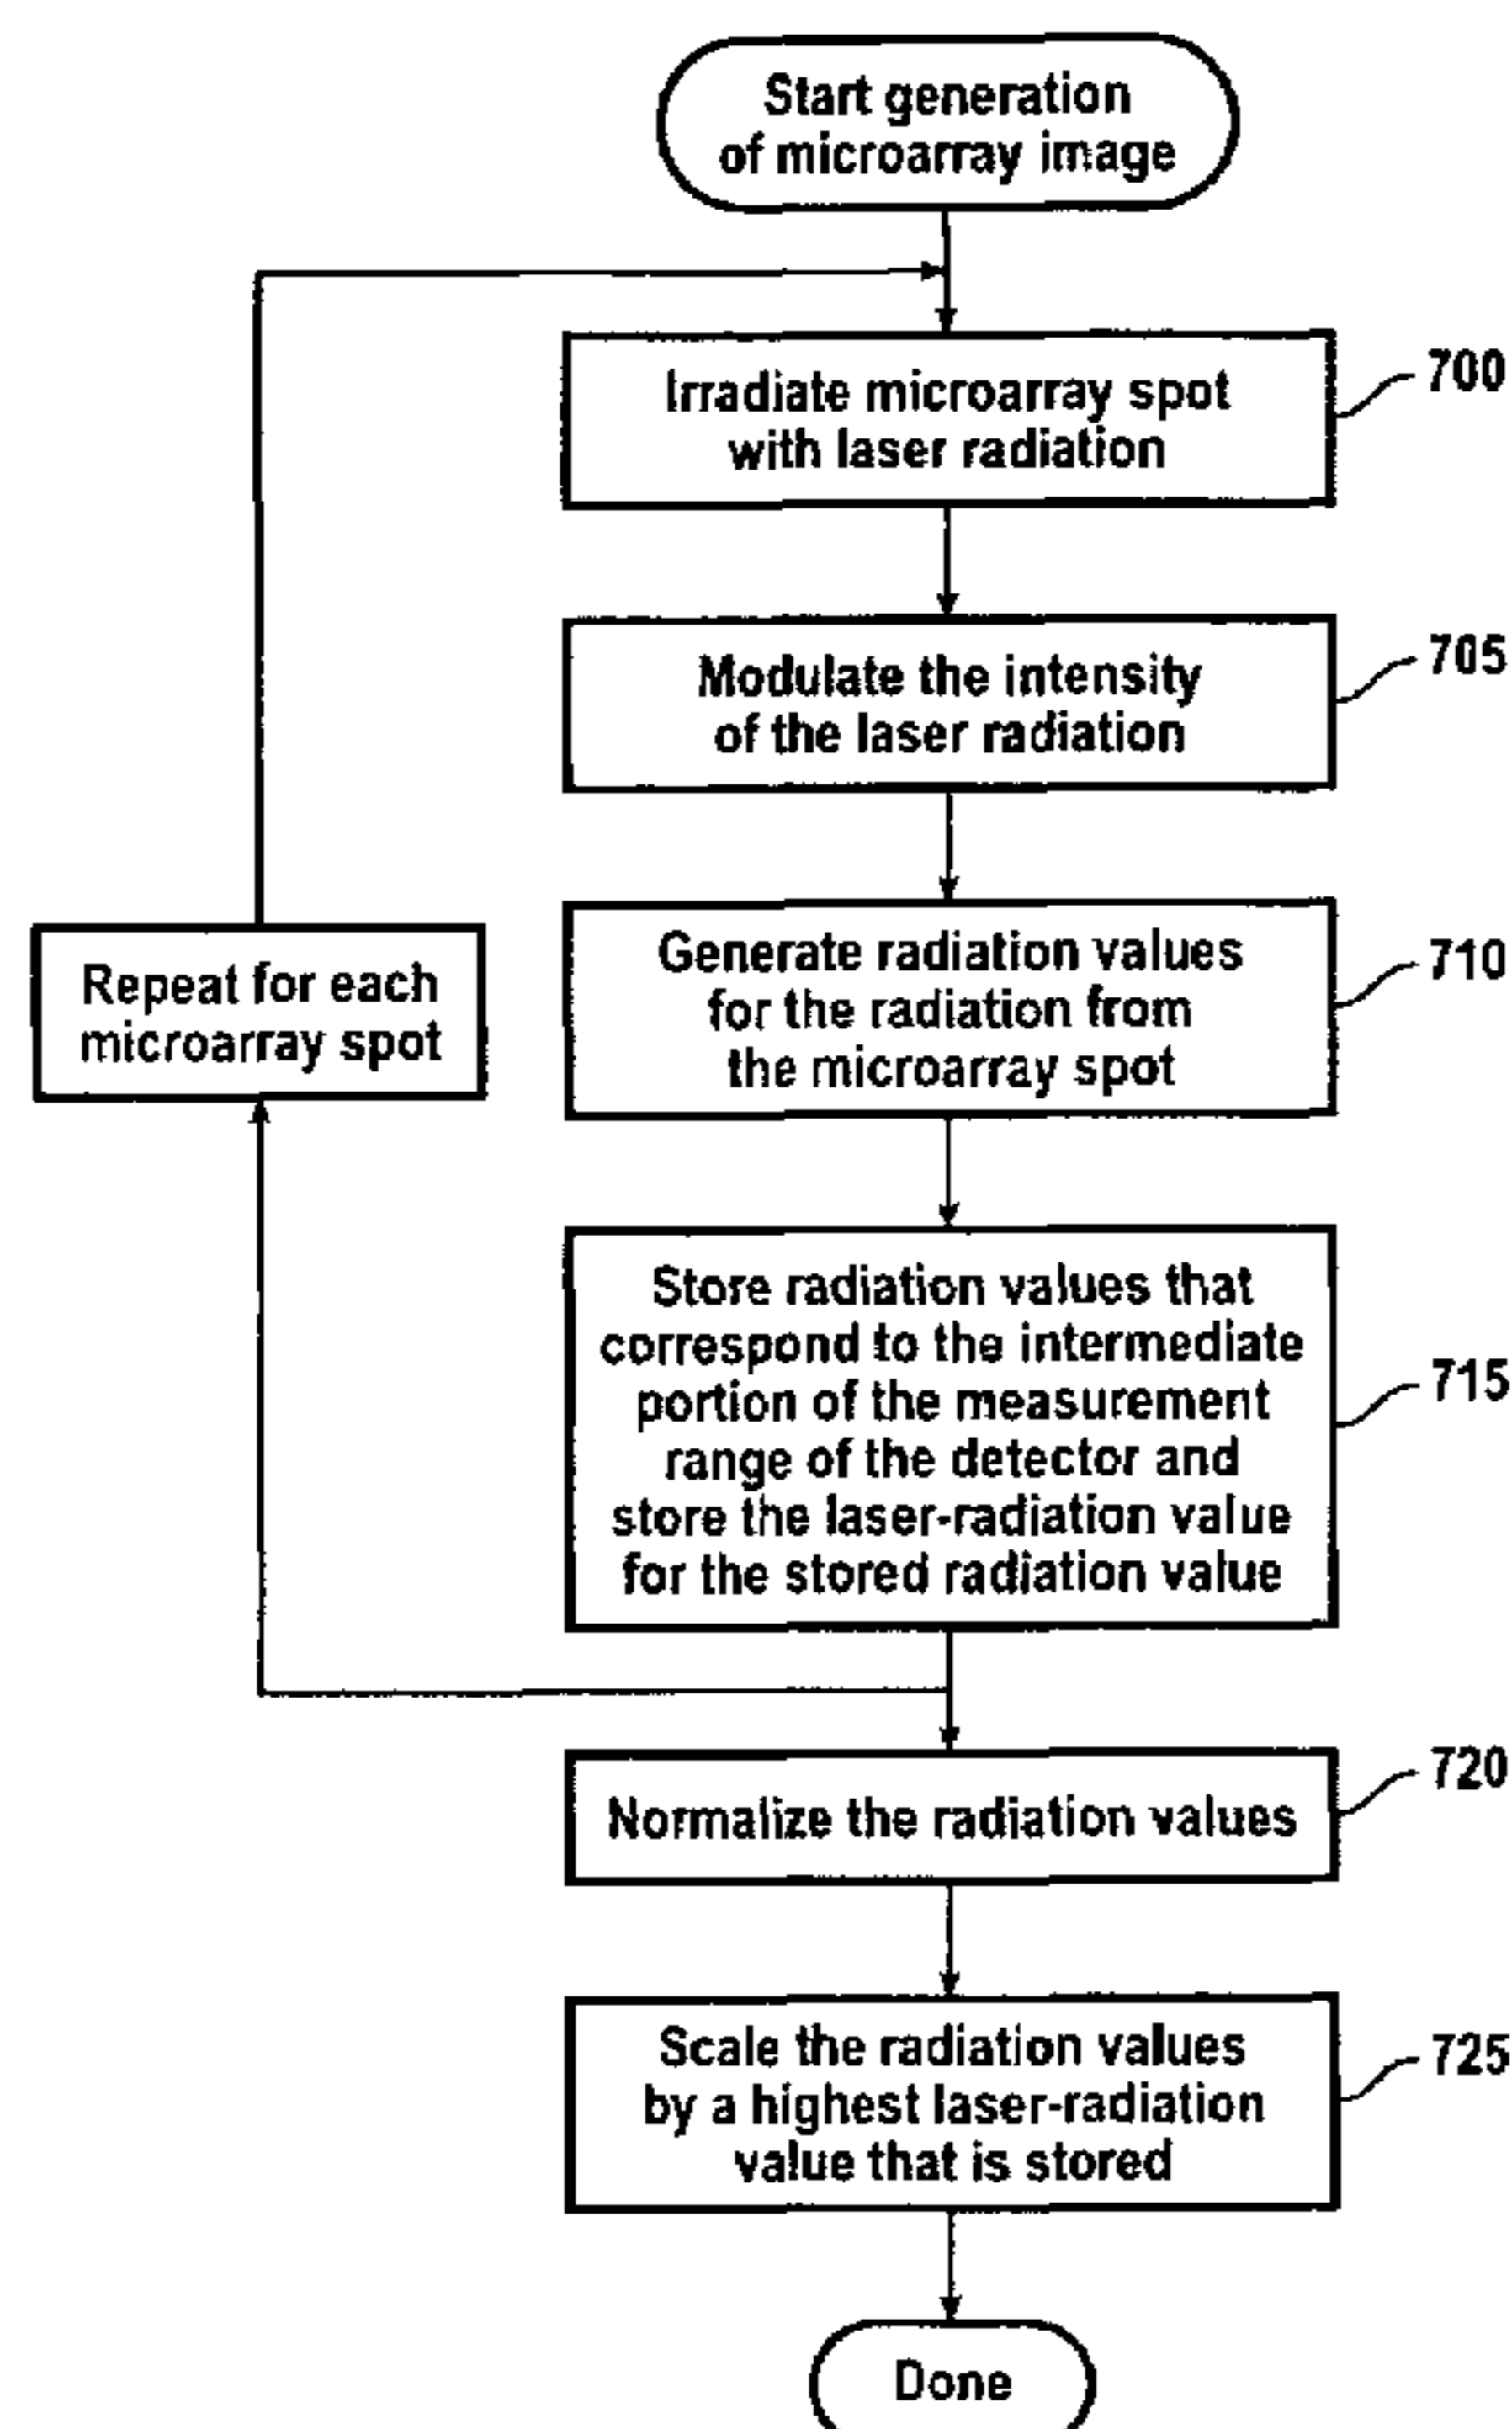 Start generation
of microarray image
Irradiate microarray spot
with laser radiation
700
Modulate the intensity
of the laser radiation
705
Generate radiation values
for the radiation from
the microarray spot
710
Repeat for each
microarray spot
Store radiation values that
correspond to the intermediate
portion of the measurement
range of the detector and
store the laser-radiation value
for the stored radiation value
715
Normalize the radiation values
720
Scale the radiation values
by a highest laser-radiation
value that is stored
725
Done